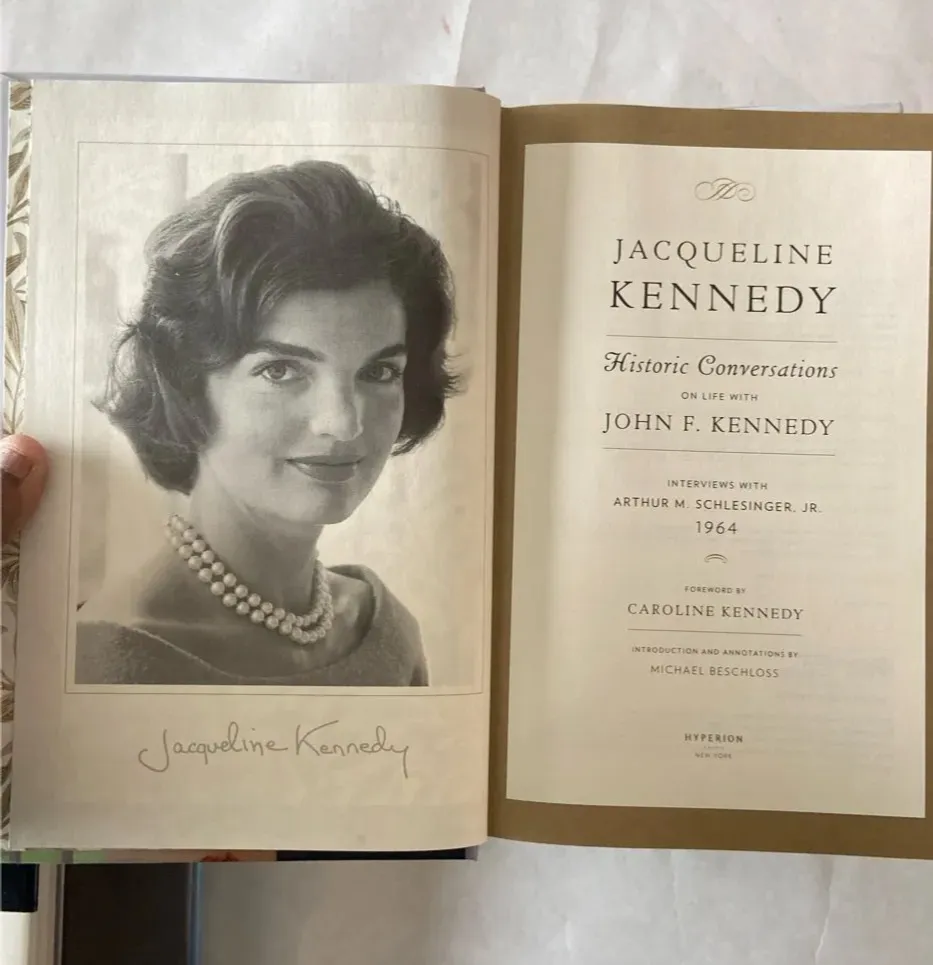 Jacqueline Kennedy
JACQUELINE
KENNEDY
Historic Conversations
ON LIFE WITH
JOHN F. KENNEDY
INTERVIEWS WITH
ARTHUR M. SCHLESINGER, JR.
1964
FOREWORD BY
CAROLINE KENNEDY
INTRODUCTION AND ANNOTATIONS BY
MICHAEL BESCHLOSS
HYPERION
NEW YORK